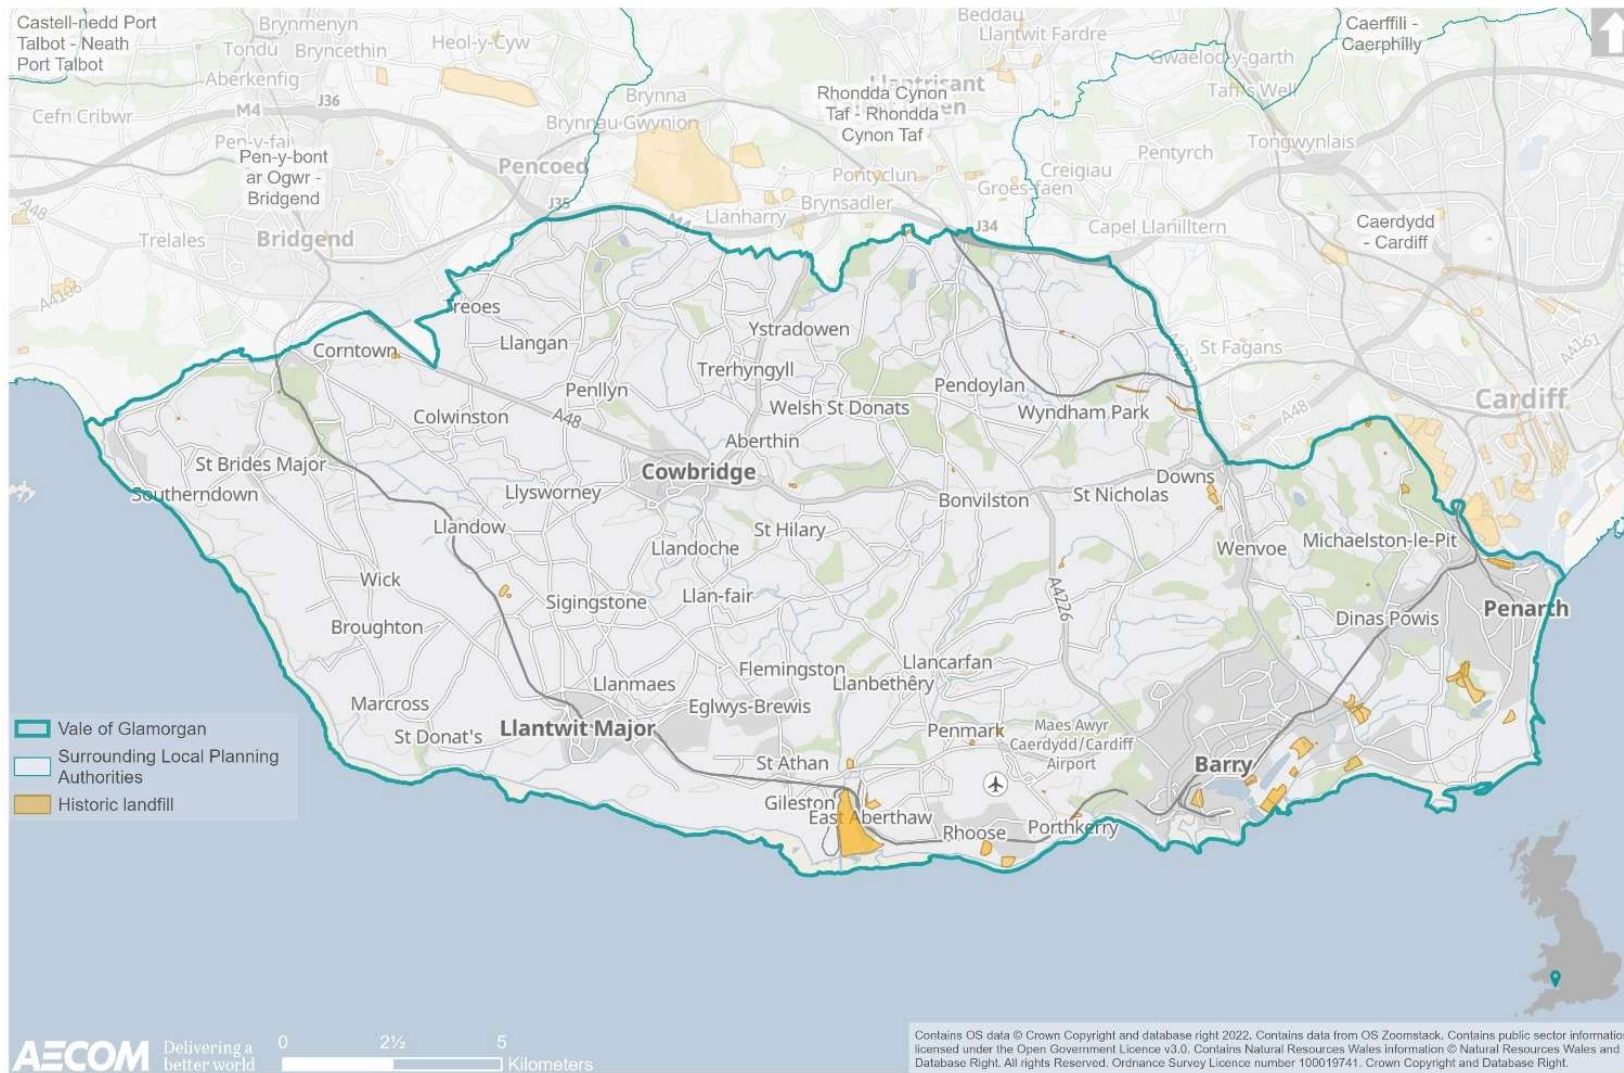 Castell-nedd Port
Talbot - Neath
Port Talbot
Brynmenyn
Tondu
Bryncethin
Heol-y-Cyw
Aberkenfig
Beddau
Llantwit Fardre
Caerffili -
Caerphilly
Gwaelod-y-garth
Taff's Well
Cefn Cribwr
M4
J36
Brynna
Brynnau Gwynion
Llantrisant
Rhondda Cynon
Taf - Rhondda
Cynon Taf
Tongwynlais
Pen-y-fai
Pen-y-bont
ar Ogwr -
Bridgend
Pencoed
Pentyrch
Creigiau
Pontyclun
Groes-faen
A48
J35
M4
Llanharry
Brynsadler
J34
Capel Llanilltern
Caerdydd
- Cardiff
Trelales
Bridgend
Treoes
Corntown
Llangan
Ystradowen
St Fagans
A4232
A4161
Trerhyngyll
Penllyn
Pendoylan
Cardiff
Colwinston
A48
Welsh St Donats
Wyndham Park
A48
Aberthin
St Brides Major
Cowbridge
Downs
Southerndown
Llysworney
Bonvilston
St Nicholas
Llandow
St Hilary
Michaelston-le-Pit
Llandoche
Wenvoe
Wick
Sigingstone
Llan-fair
A4226
Penarth
Broughton
Dinas Powis
Flemingston
Llancarfan
Llanmaes
Llanbethêry
Marcross
Eglwys-Brewis
St Donat's
Llantwit Major
Penmark
Maes Awyr
Caerdydd/Cardiff
Airport
St Athan
Barry
Gileston
East Aberthaw
Rhoose
Porthkerry
Vale of Glamorgan
Surrounding Local Planning
Authorities
Historic landfill
AECOM
Delivering a
better world
0 2½ 5
Kilometers
Contains OS data © Crown Copyright and database right 2022. Contains data from OS Zoomstack. Contains public sector information
licensed under the Open Government Licence v3.0. Contains Natural Resources Wales information © Natural Resources Wales and
Database Right. All rights Reserved. Ordnance Survey Licence number 100019741. Crown Copyright and Database Right.